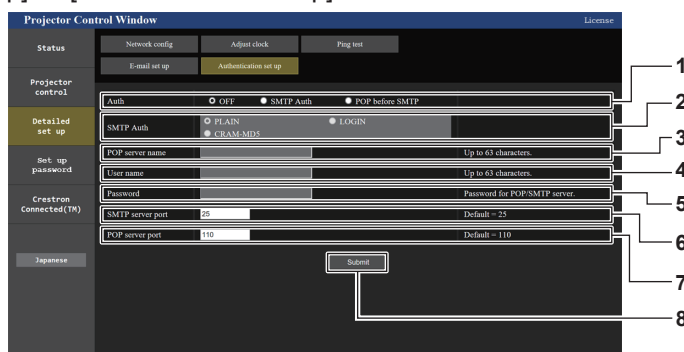 Projector Control Window License
Status
Network config Adjust clock Ping test
E-mail set up Authentication set up
Projector control
Detailed set up
Set up password
Crestron Connected(TM)
Japanese
Auth OFF SMTP Auth POP before SMTP
SMTP Auth PLAIN LOGIN
CRAM-MD5
POP server name Up to 63 characters.
User name Up to 63 characters.
Password Password for POP/SMTP server.
SMTP server port 25 Default = 25
POP server port 110 Default = 110
Submit
1
2
3
4
5
6
7
8